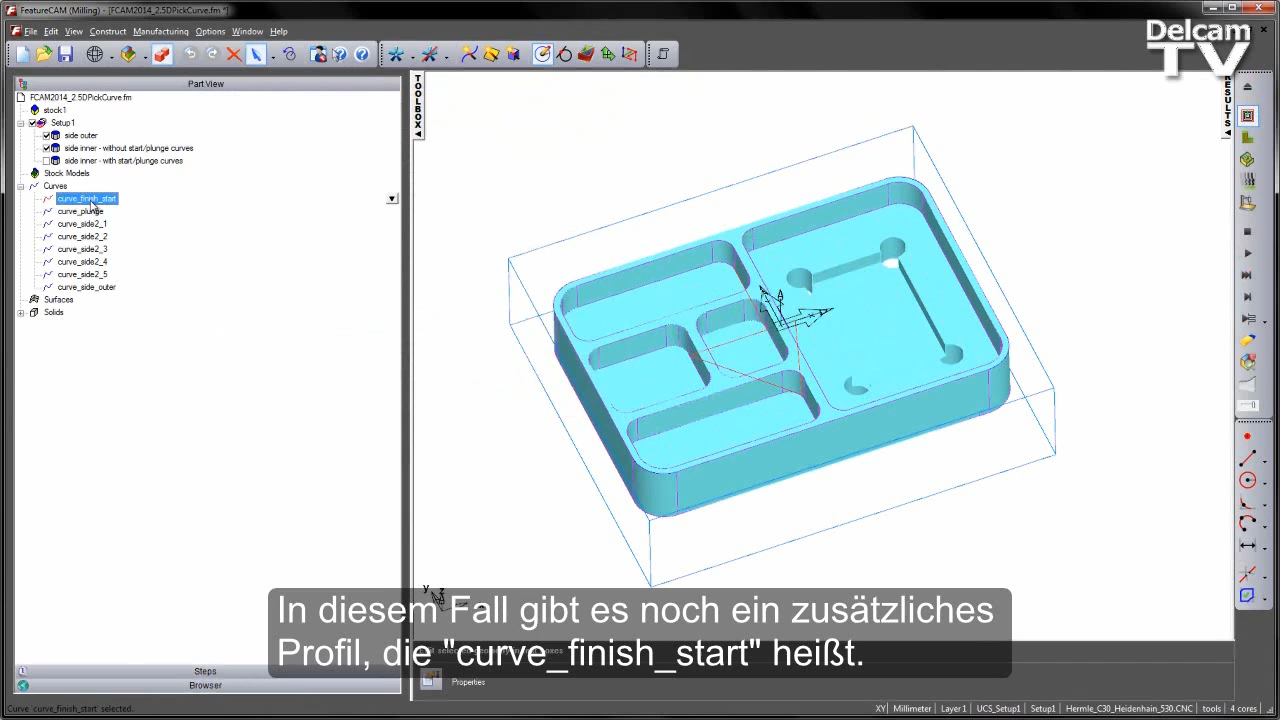 FeatureCAM (Milling) - [FCAM2014_2.5DPickCurve.fm *]
File Edit View Construct Manufacturing Options Window Help
Delcam
TV
Part View
TOOLBOX
RESULTS
FCAM2014_2.5DPickCurve.fm
stock1
Setup1
side outer
side inner - without start/plunge curves
side inner - with start/plunge curves
Stock Models
Curves
curve_finish_start
curve_plunge
curve_side2_1
curve_side2_2
curve_side2_3
curve_side2_4
curve_side2_5
curve_side_outer
Surfaces
Solids
y z
In diesem Fall gibt es noch ein zusätzliches
Profil, die "curve_finish_start" heißt.
Steps
Browser
Properties
Curve 'curve_finish_start' selected.
XY Millimeter Layer1 UCS_Setup1 Setup1 Hermle_C30_Heidenhain_530.CNC tools 4 cores